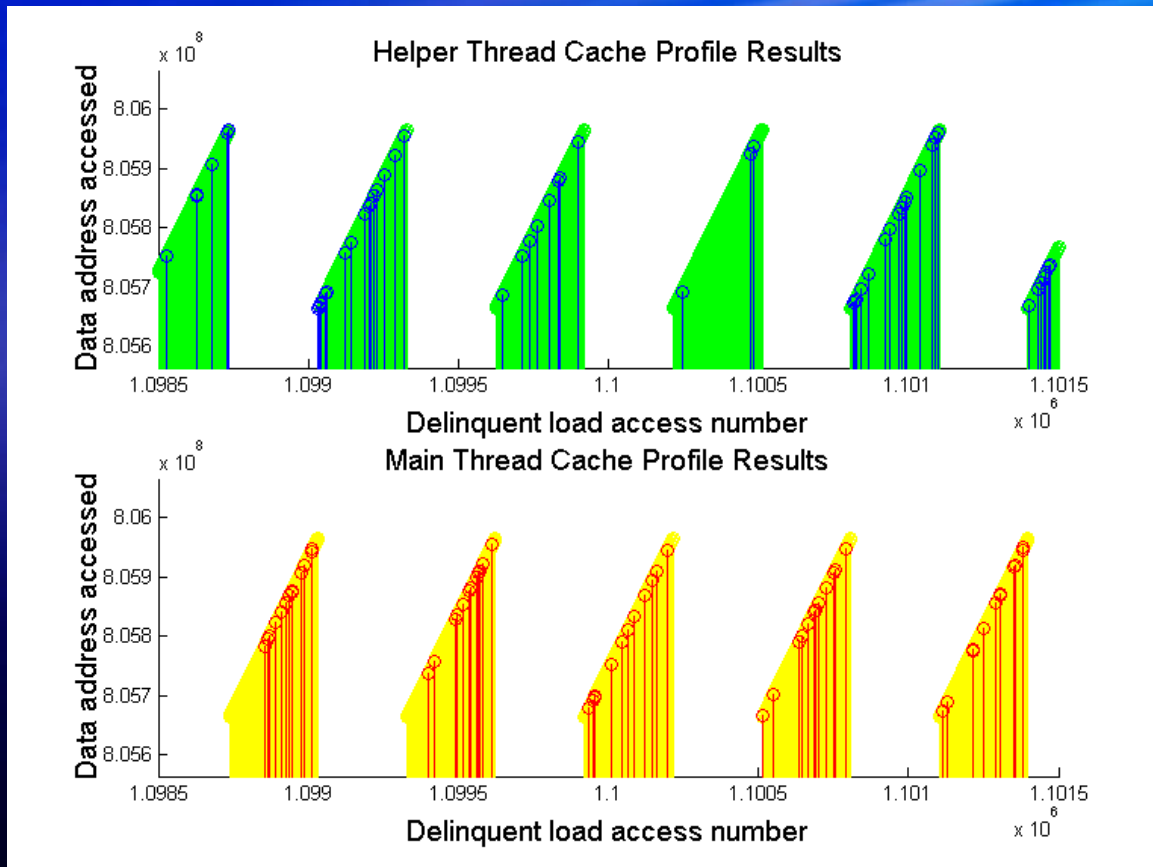 Helper Thread Cache Profile Results
x 10^8
8.06
8.059
8.058
8.057
8.056
Data address accessed
1.0985 1.099 1.0995 1.1 1.1005 1.101 1.1015
x 10^6
Delinquent load access number
Main Thread Cache Profile Results
x 10^8
8.06
8.059
8.058
8.057
8.056
Data address accessed
1.0985 1.099 1.0995 1.1 1.1005 1.101 1.1015
x 10^6
Delinquent load access number